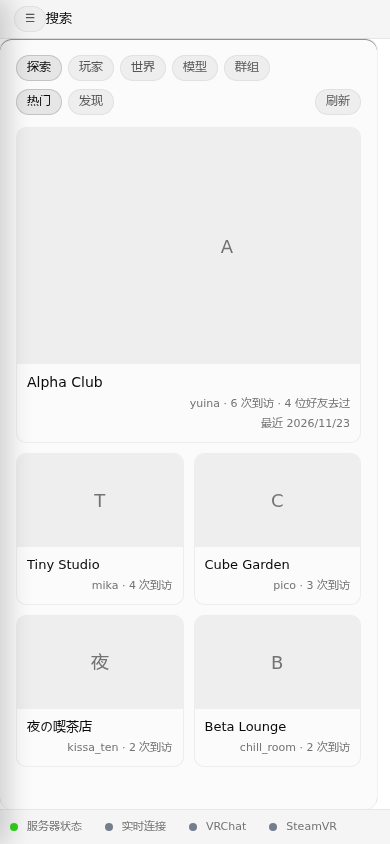 ☰ 搜索
探索 玩家 世界 模型 群组
热门 发现 刷新
A
Alpha Club
yuina · 6 次到访 · 4 位好友去过
最近 2026/11/23
T
Tiny Studio
mika · 4 次到访
C
Cube Garden
pico · 3 次到访
夜
夜の喫茶店
kissa_ten · 2 次到访
B
Beta Lounge
chill_room · 2 次到访
服务器状态 实时连接 VRChat SteamVR